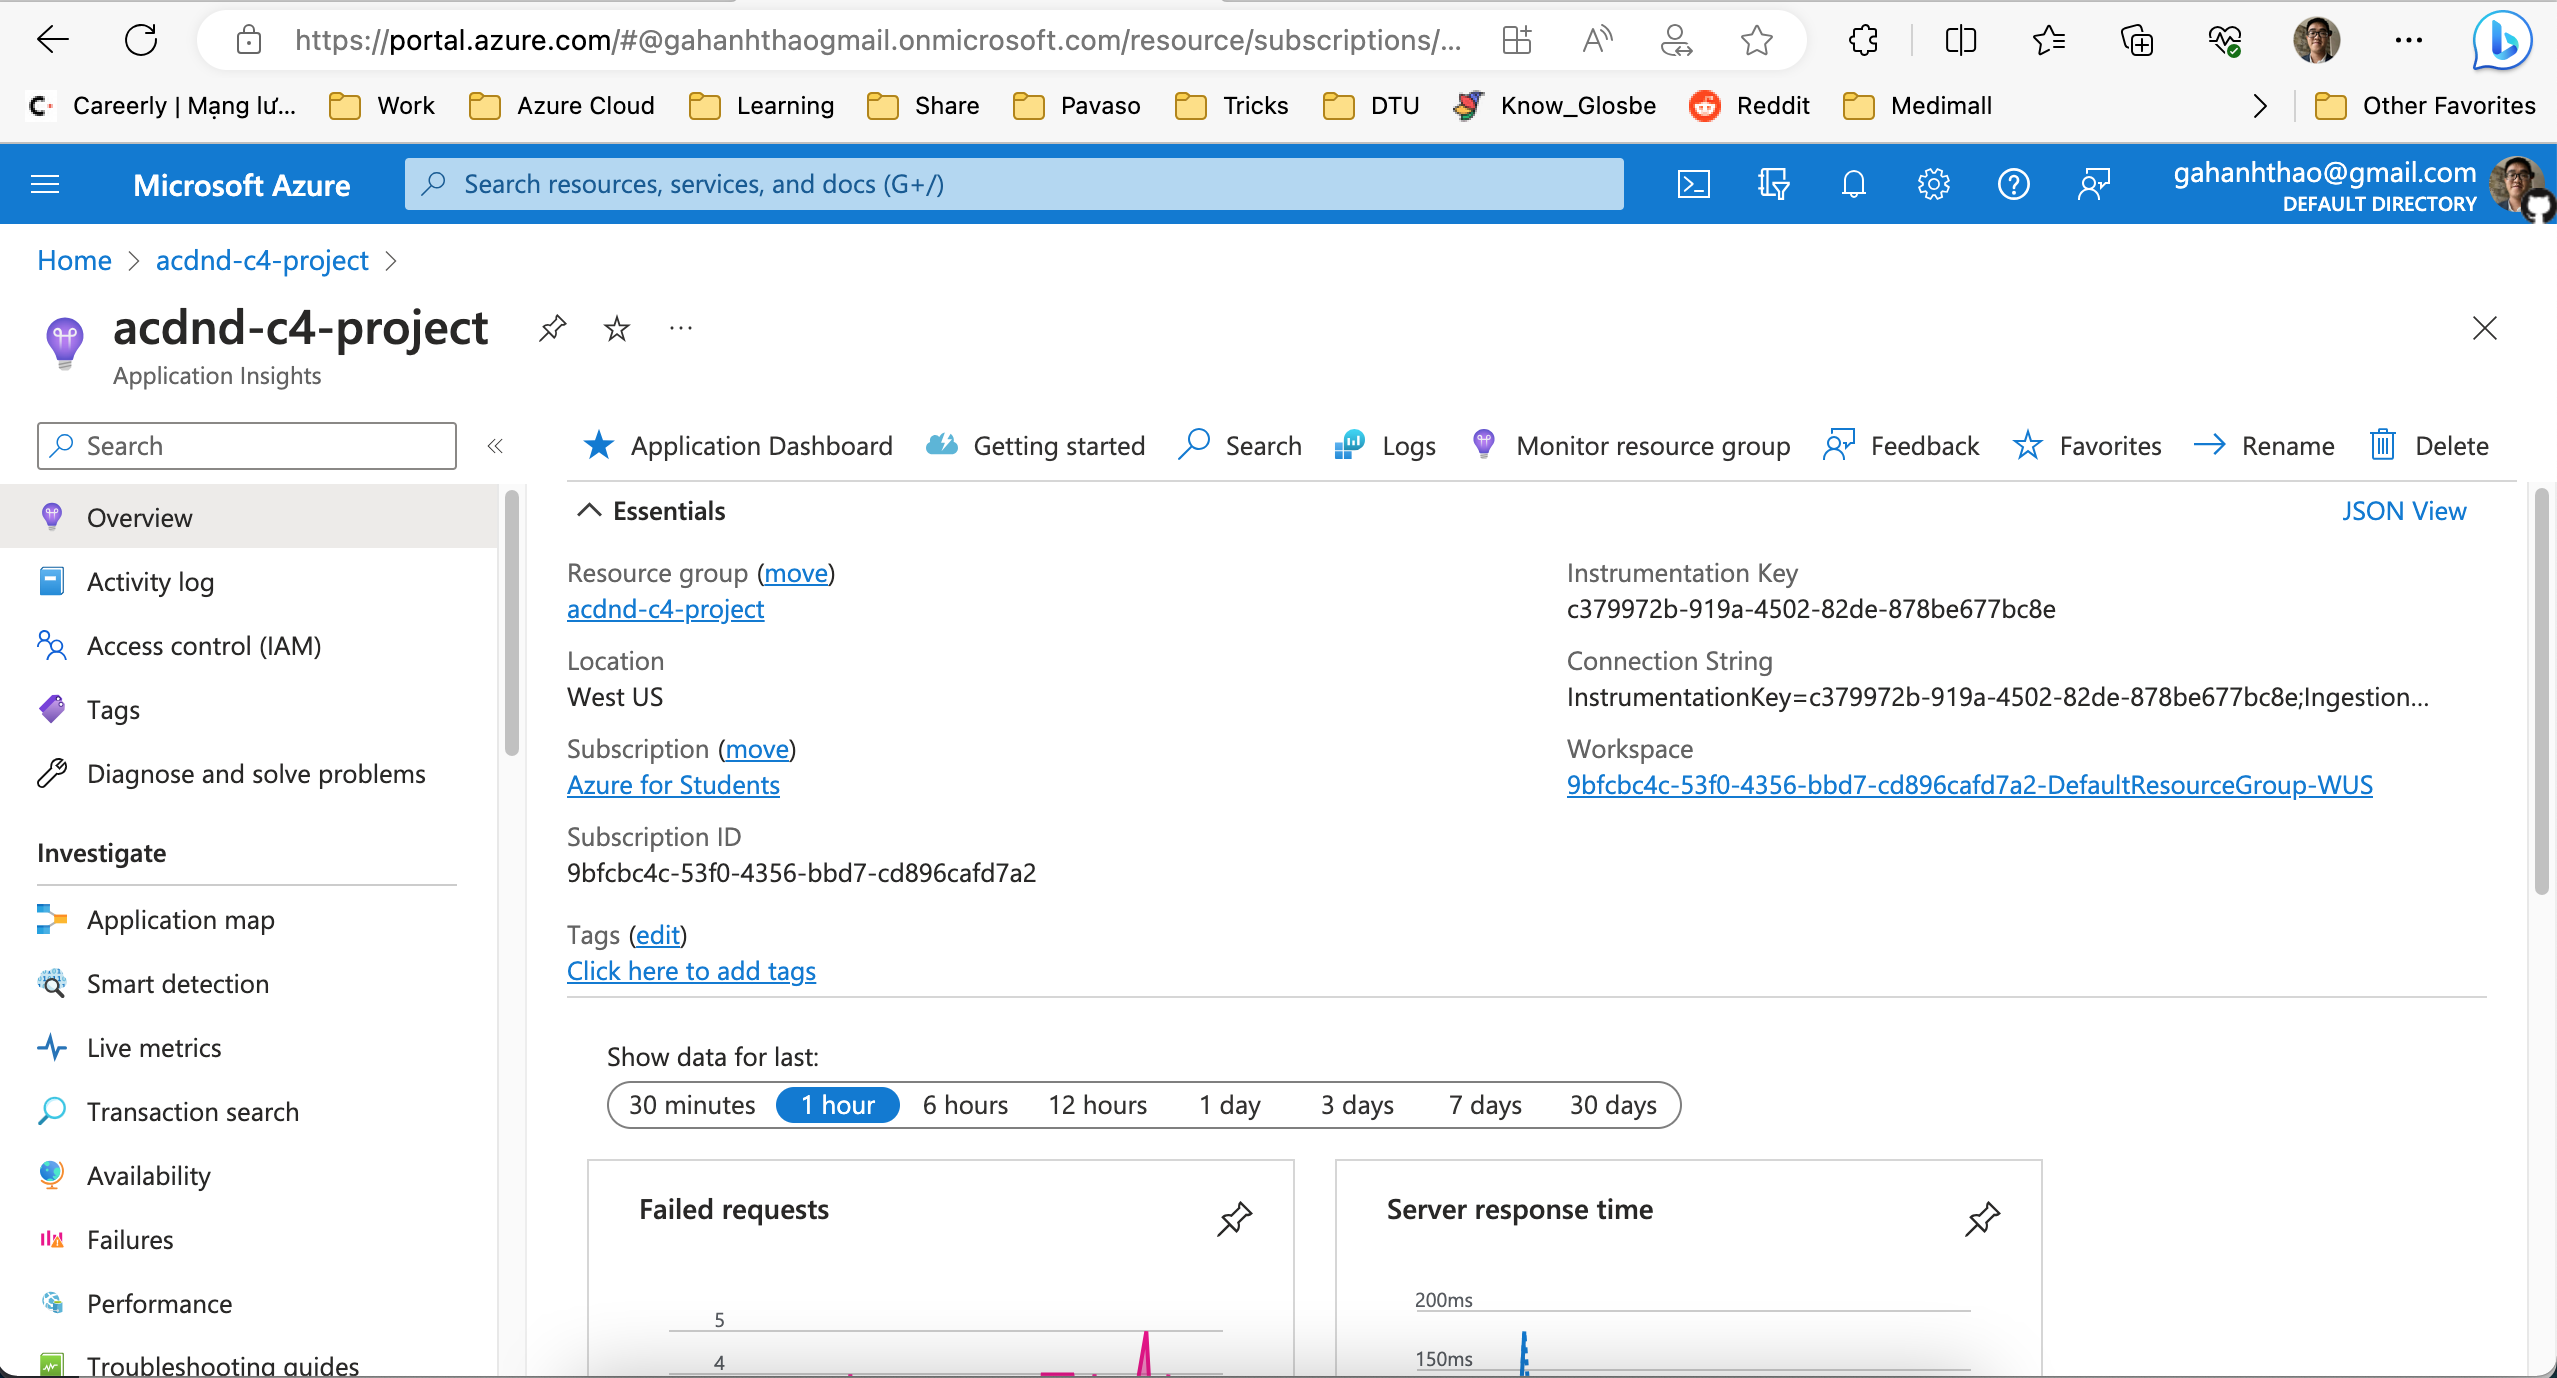 https://portal.azure.com/#@gahanhthaogmail.onmicrosoft.com/resource/subscriptions/...
Careerly | Mạng lư...
Work
Azure Cloud
Learning
Share
Pavaso
Tricks
DTU
Know_Glosbe
Reddit
Medimall
Other Favorites
Microsoft Azure
Search resources, services, and docs (G+/)
gahanhthao@gmail.com
DEFAULT DIRECTORY
Home > acdnd-c4-project >
acdnd-c4-project
Application Insights
Search
Application Dashboard
Getting started
Search
Logs
Monitor resource group
Feedback
Favorites
Rename
Delete
Overview
Activity log
Access control (IAM)
Tags
Diagnose and solve problems
Investigate
Application map
Smart detection
Live metrics
Transaction search
Availability
Failures
Performance
Troubleshooting guides
Essentials
JSON View
Resource group (move)
acdnd-c4-project
Location
West US
Subscription (move)
Azure for Students
Subscription ID
9bfcbc4c-53f0-4356-bbd7-cd896cafd7a2
Tags (edit)
Click here to add tags
Instrumentation Key
c379972b-919a-4502-82de-878be677bc8e
Connection String
InstrumentationKey=c379972b-919a-4502-82de-878be677bc8e;Ingestion...
Workspace
9bfcbc4c-53f0-4356-bbd7-cd896cafd7a2-DefaultResourceGroup-WUS
Show data for last:
30 minutes
1 hour
6 hours
12 hours
1 day
3 days
7 days
30 days
Failed requests
5
4
Server response time
200ms
150ms